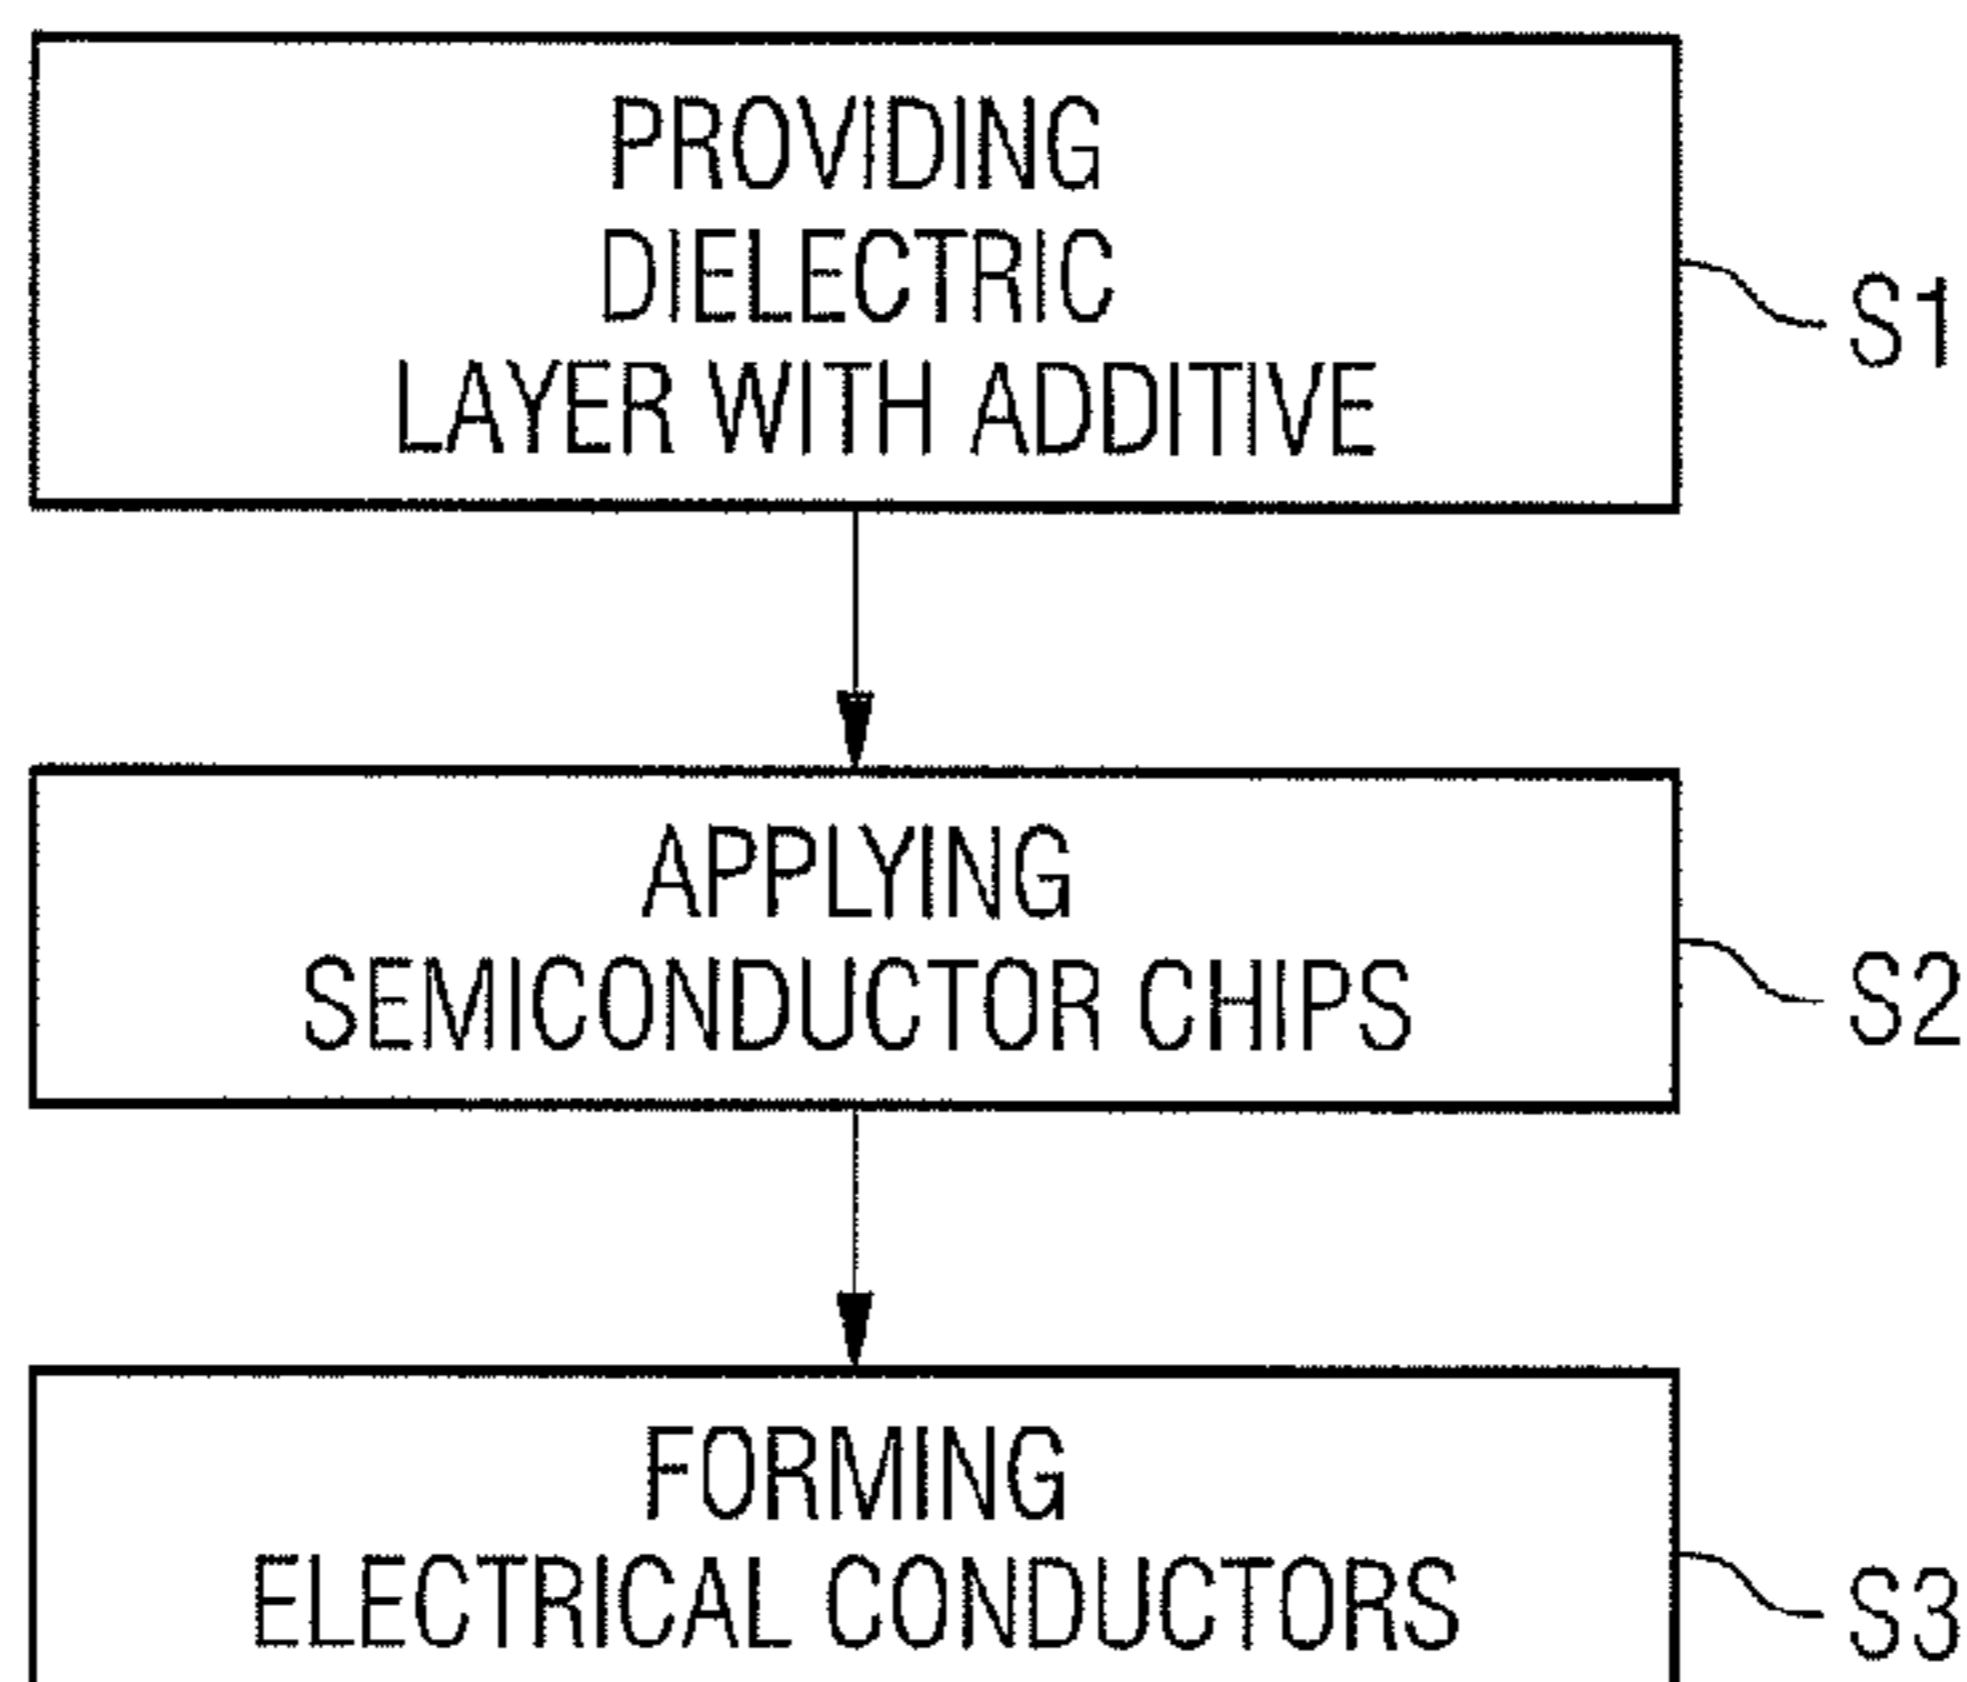 PROVIDING
DIELECTRIC
LAYER WITH ADDITIVE
S1
APPLYING
SEMICONDUCTOR CHIPS
S2
FORMING
ELECTRICAL CONDUCTORS
S3